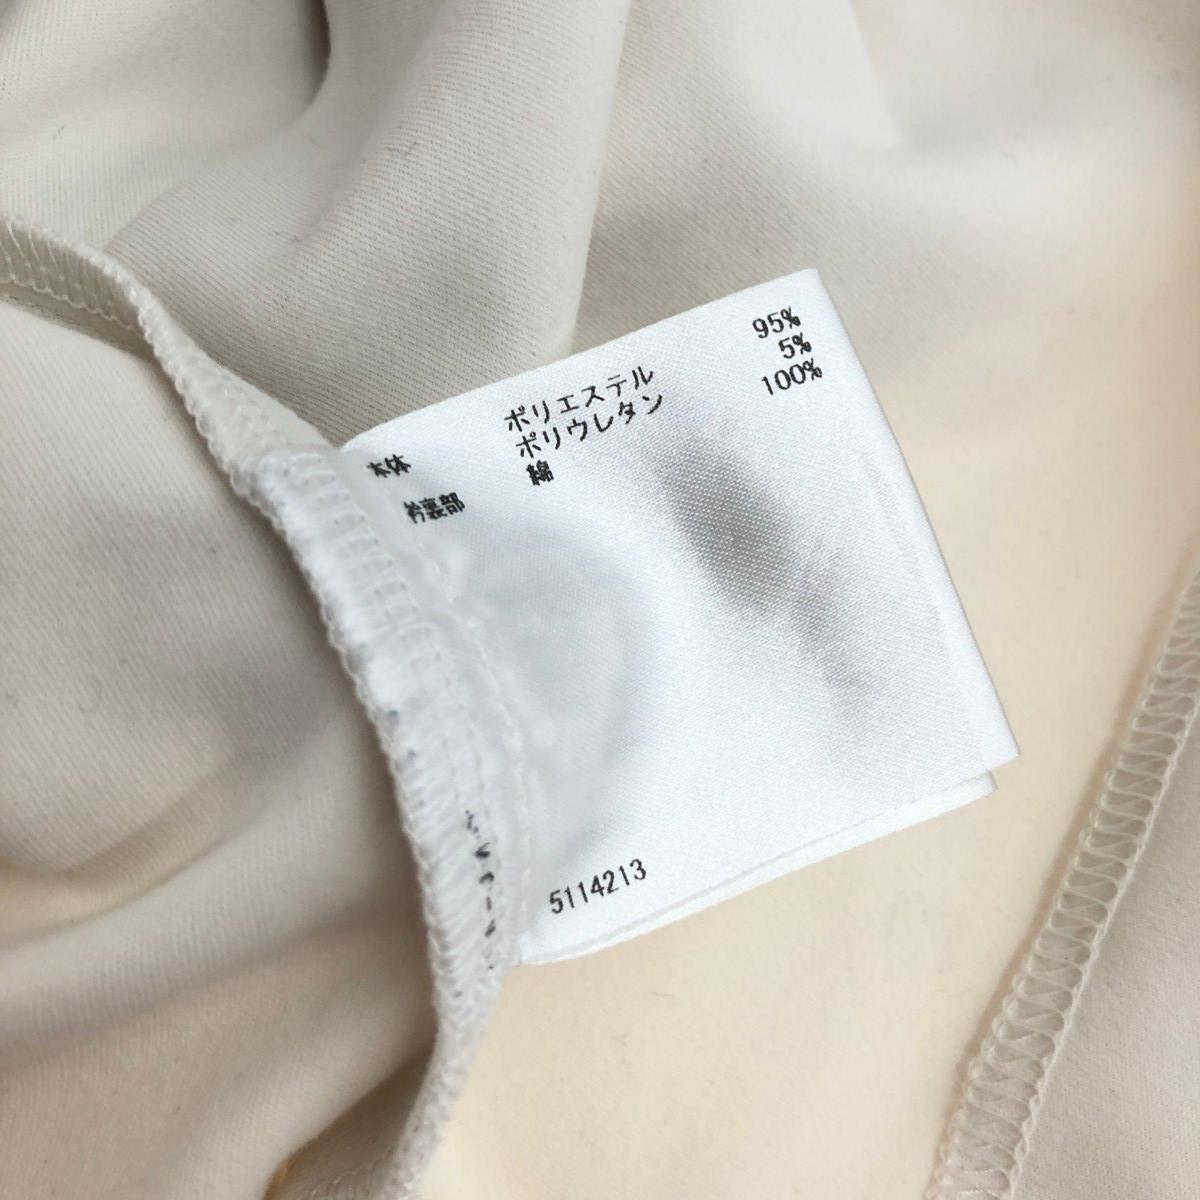 本体 ポリエステル 95%
ポリウレタン 5%
衿裏部 綿 100%
5114213